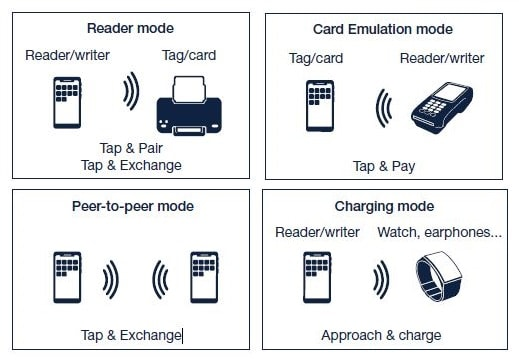 Reader mode
Reader/writer Tag/card
Tap & Pair
Tap & Exchange
Card Emulation mode
Tag/card Reader/writer
Tap & Pay
Peer-to-peer mode
Tap & Exchange
Charging mode
Reader/writer Watch, earphones...
Approach & charge